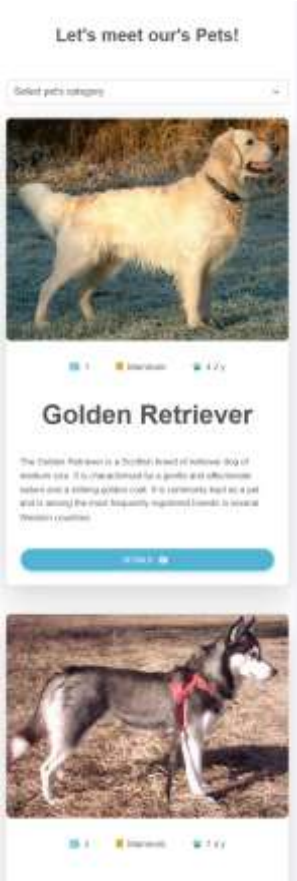 Let's meet our's Pets!
Select pet's category
Golden Retriever
The Golden Retriever is a Scottish breed of retriever dog of
medium size. It is characterised by a gentle and affectionate
nature and a striking golden coat. It is commonly kept as a pet
and is among the most frequently registered breeds in several
Western countries